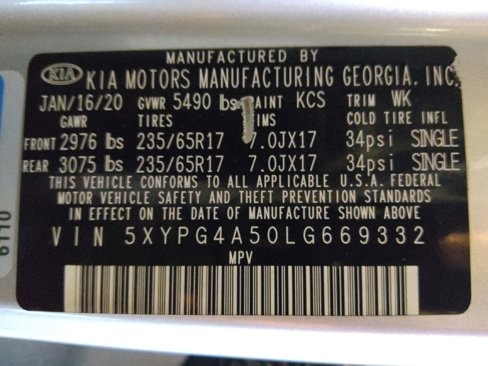 MANUFACTURED BY
KIA KIA MOTORS MANUFACTURING GEORGIA, INC.
JAN/16/20 GVWR 5490 lbs PAINT KCS TRIM WK
GAWR TIRES RIMS COLD TIRE INFL
FRONT 2976 lbs 235/65R17 7.0JX17 34psi SINGLE
REAR 3075 lbs 235/65R17 7.0JX17 34psi SINGLE
THIS VEHICLE CONFORMS TO ALL APPLICABLE U.S.A. FEDERAL
MOTOR VEHICLE SAFETY AND THEFT PREVENTION STANDARDS
IN EFFECT ON THE DATE OF MANUFACTURE SHOWN ABOVE
VIN 5XYPG4A50LG669332
MPV
6110